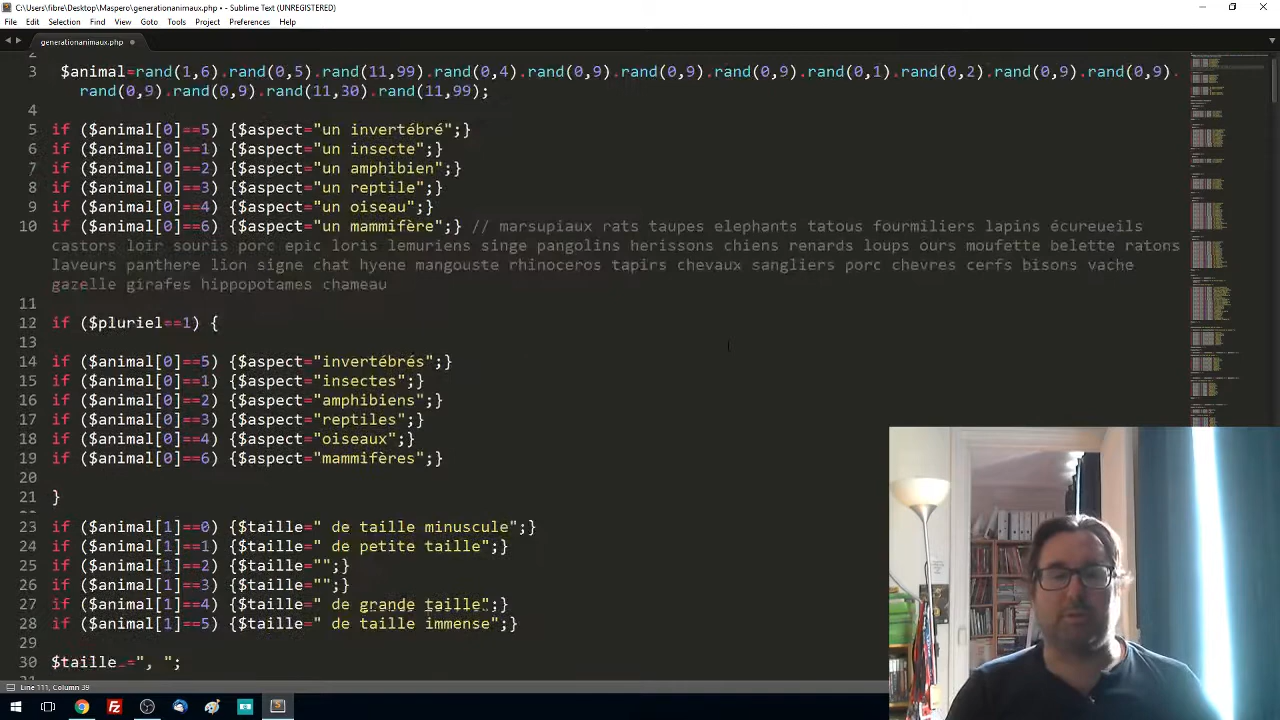 C:\Users\fibre\Desktop\Maspero\generationanimaux.php • - Sublime Text (UNREGISTERED)
File Edit Selection Find View Goto Tools Project Preferences Help
generationanimaux.php
2
3 $animal=rand(1,6).rand(0,5).rand(11,99).rand(0,2).rand(0,9).rand(0,9).rand(0,9).rand(0,1).rand(0,2).rand(0,9).rand(0,9).
rand(0,9).rand(0,9).rand(11,30).rand(11,99);
4
5 if ($animal[0]==5) {$aspect="un invertébré";}
6 if ($animal[0]==1) {$aspect="un insecte";}
7 if ($animal[0]==2) {$aspect="un amphibien";}
8 if ($animal[0]==3) {$aspect="un reptile";}
9 if ($animal[0]==4) {$aspect="un oiseau";}
10 if ($animal[0]==6) {$aspect="un mammifère";} // marsupiaux rats taupes elephants tatous fourmiliers lapins écureueils
castors loir souris porc epic loris lemuriens singe pangolins herissons chiens renards loups ours moufette belette ratons
laveurs panthere lion signe chat hyene mangouste rhinoceros tapirs chevaux sangliers porc chevres cerfs bisons vache
gazelle girafes hippopotames chameau
11
12 if ($pluriel==1) {
13
14 if ($animal[0]==5) {$aspect="invertébrés";}
15 if ($animal[0]==1) {$aspect="insectes";}
16 if ($animal[0]==2) {$aspect="amphibiens";}
17 if ($animal[0]==3) {$aspect="reptiles";}
18 if ($animal[0]==4) {$aspect="oiseaux";}
19 if ($animal[0]==6) {$aspect="mammifères";}
20
21 }
23 if ($animal[1]==0) {$taille=" de taille minuscule";}
24 if ($animal[1]==1) {$taille=" de petite taille";}
25 if ($animal[1]==2) {$taille="";}
26 if ($animal[1]==3) {$taille="";}
27 if ($animal[1]==4) {$taille=" de grande taille";}
28 if ($animal[1]==5) {$taille=" de taille immense";}
29
30 $taille.=", ";
Line 111, Column 39